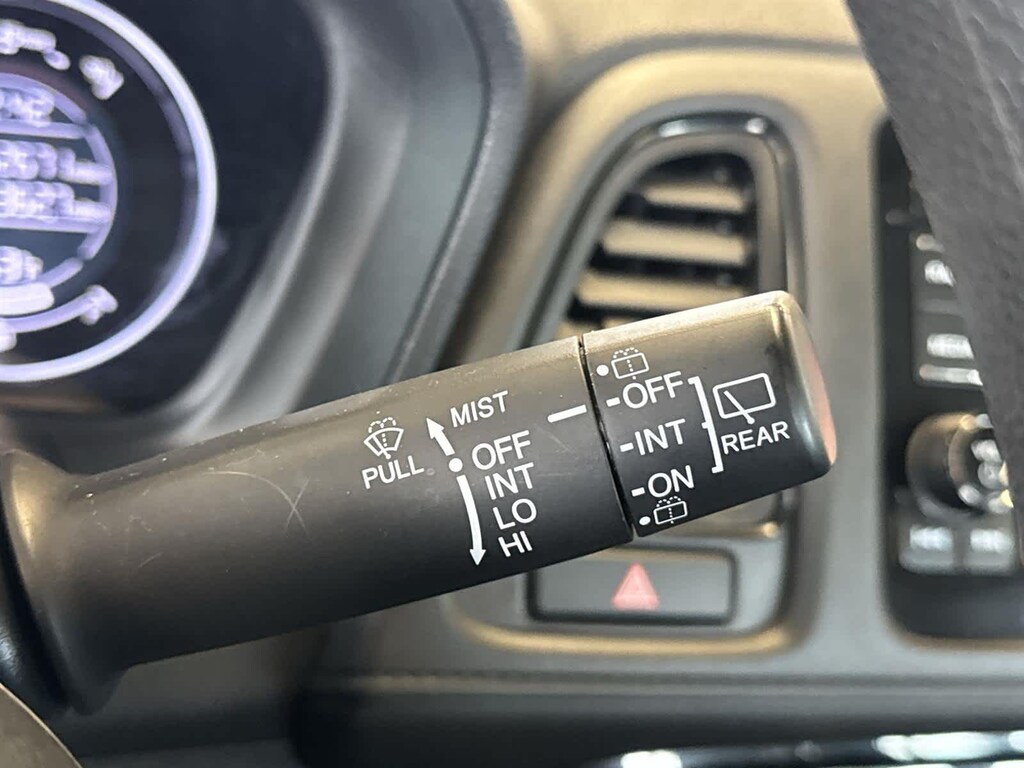 MIST
PULL
OFF
INT
LO
HI
OFF
INT
ON
REAR